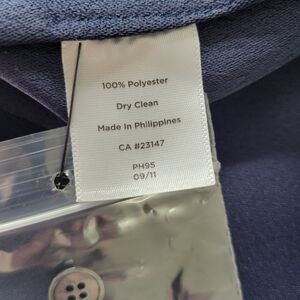 100% Polyester
Dry Clean
Made In Philippines
CA #23147
PH95
09/11